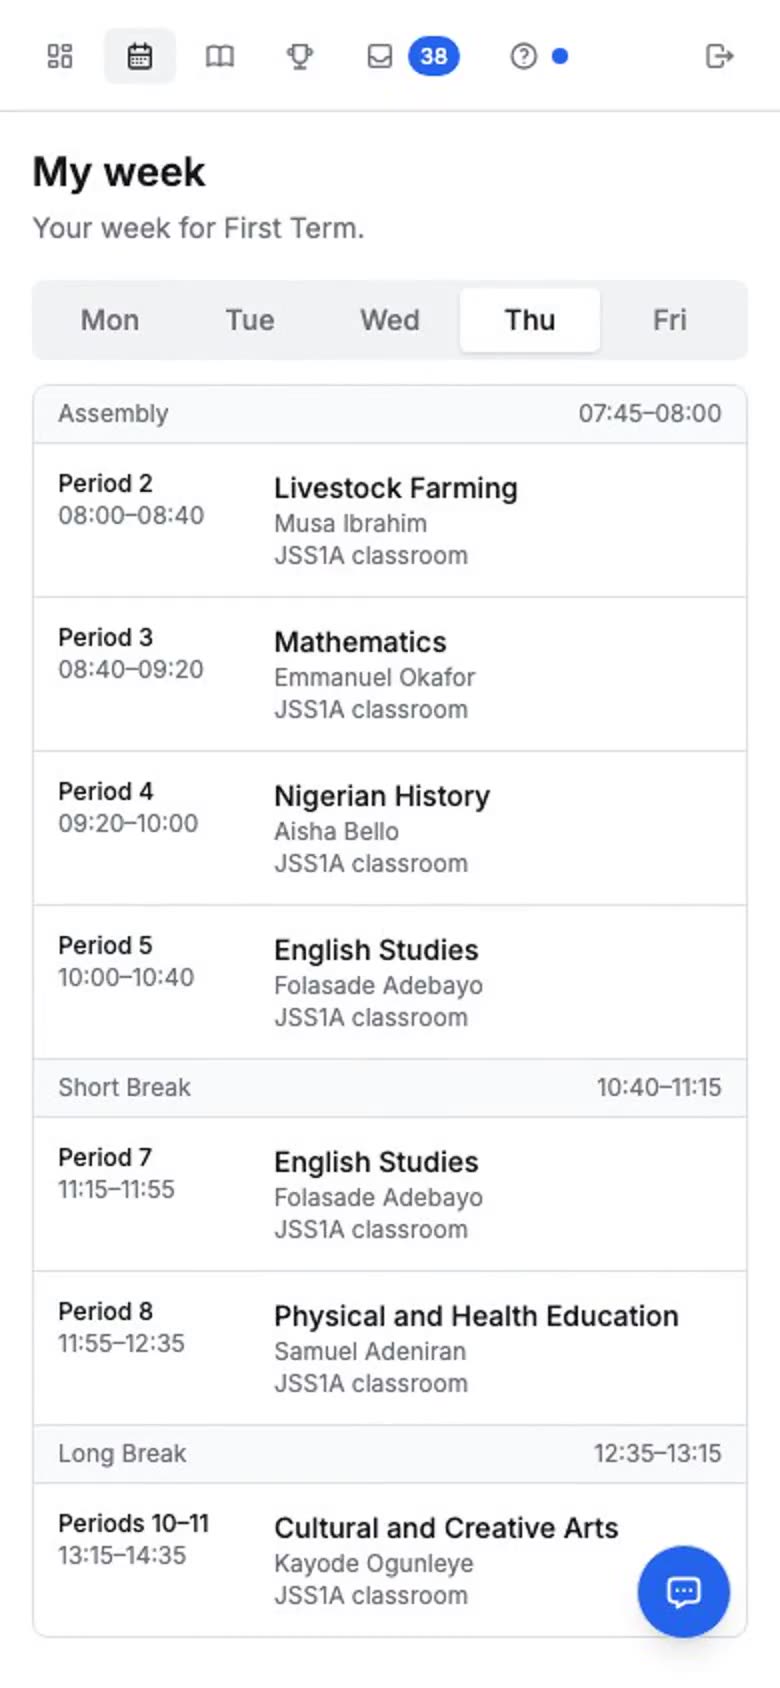 38
My week
Your week for First Term.
Mon Tue Wed Thu Fri
Assembly 07:45–08:00
Period 2
08:00–08:40
Livestock Farming
Musa Ibrahim
JSS1A classroom
Period 3
08:40–09:20
Mathematics
Emmanuel Okafor
JSS1A classroom
Period 4
09:20–10:00
Nigerian History
Aisha Bello
JSS1A classroom
Period 5
10:00–10:40
English Studies
Folasade Adebayo
JSS1A classroom
Short Break 10:40–11:15
Period 7
11:15–11:55
English Studies
Folasade Adebayo
JSS1A classroom
Period 8
11:55–12:35
Physical and Health Education
Samuel Adeniran
JSS1A classroom
Long Break 12:35–13:15
Periods 10–11
13:15–14:35
Cultural and Creative Arts
Kayode Ogunleye
JSS1A classroom